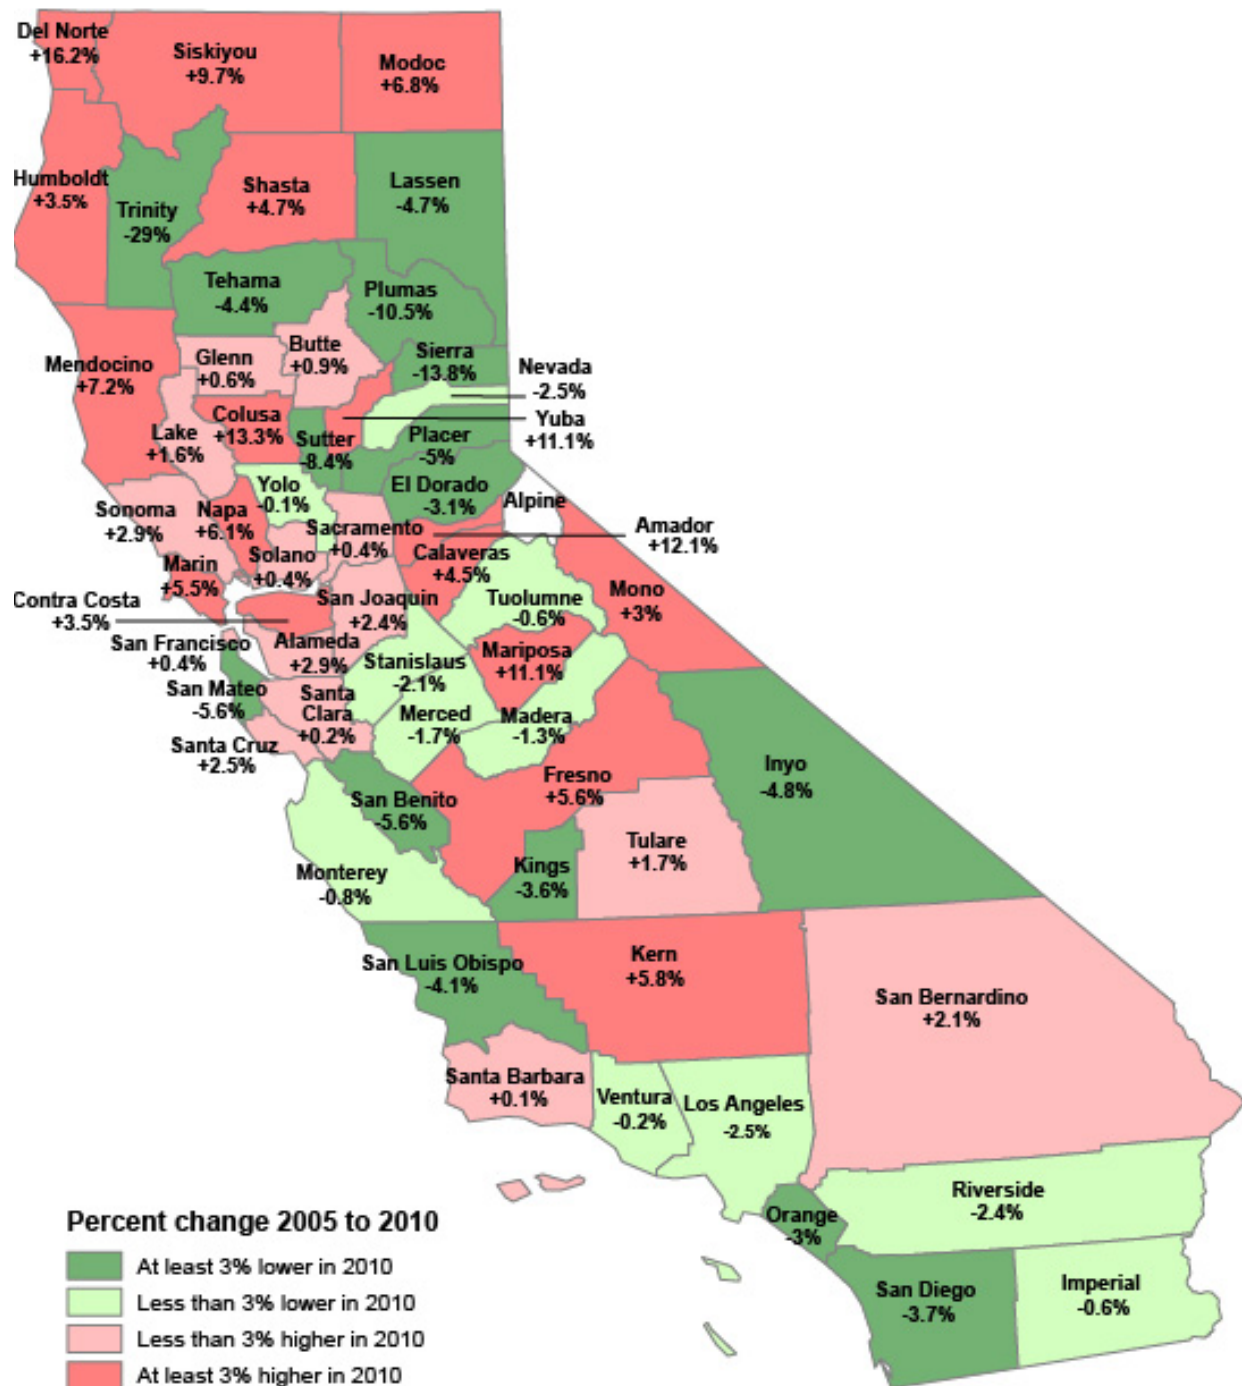 Del Norte
+16.2%
Siskiyou
+9.7%
Modoc
+6.8%
Humboldt
+3.5%
Trinity
-29%
Shasta
+4.7%
Lassen
-4.7%
Tehama
-4.4%
Plumas
-10.5%
Mendocino
+7.2%
Glenn
+0.6%
Butte
+0.9%
Sierra
-13.8%
Nevada
-2.5%
Yuba
+11.1%
Lake
+1.6%
Colusa
+13.3%
Sutter
-8.4%
Placer
-5%
El Dorado
-3.1%
Alpine
Yolo
-0.1%
Sonoma
+2.9%
Napa
+6.1%
Sacramento
+0.4%
Amador
+12.1%
Marin
+5.5%
Solano
+0.4%
Calaveras
+4.5%
Mono
+3%
Contra Costa
+3.5%
San Joaquin
+2.4%
Tuolumne
-0.6%
San Francisco
+0.4%
Alameda
+2.9%
Stanislaus
-2.1%
Mariposa
+11.1%
San Mateo
-5.6%
Santa
Clara
+0.2%
Merced
-1.7%
Madera
-1.3%
Santa Cruz
+2.5%
Fresno
+5.6%
Inyo
-4.8%
San Benito
-5.6%
Tulare
+1.7%
Monterey
-0.8%
Kings
-3.6%
San Luis Obispo
-4.1%
Kern
+5.8%
San Bernardino
+2.1%
Santa Barbara
+0.1%
Ventura
-0.2%
Los Angeles
-2.5%
Orange
-3%
Riverside
-2.4%
San Diego
-3.7%
Imperial
-0.6%
Percent change 2005 to 2010
At least 3% lower in 2010
Less than 3% lower in 2010
Less than 3% higher in 2010
At least 3% higher in 2010